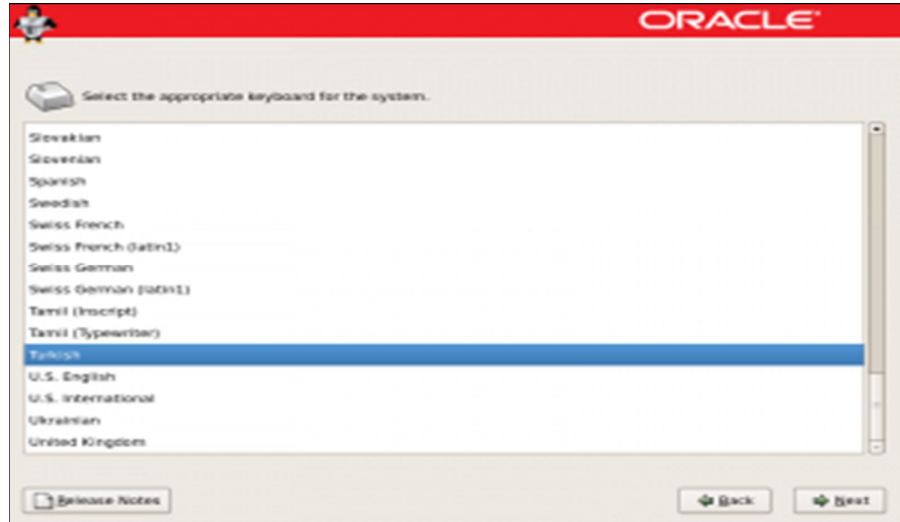 ORACLE
Select the appropriate keyboard for the system.
Slovakian
Slovenian
Spanish
Swedish
Swiss French
Swiss French (latin1)
Swiss German
Swiss German (latin1)
Tamil (Inscript)
Tamil (Typewriter)
Turkish
U.S. English
U.S. International
Ukrainian
United Kingdom
Release Notes Back Next